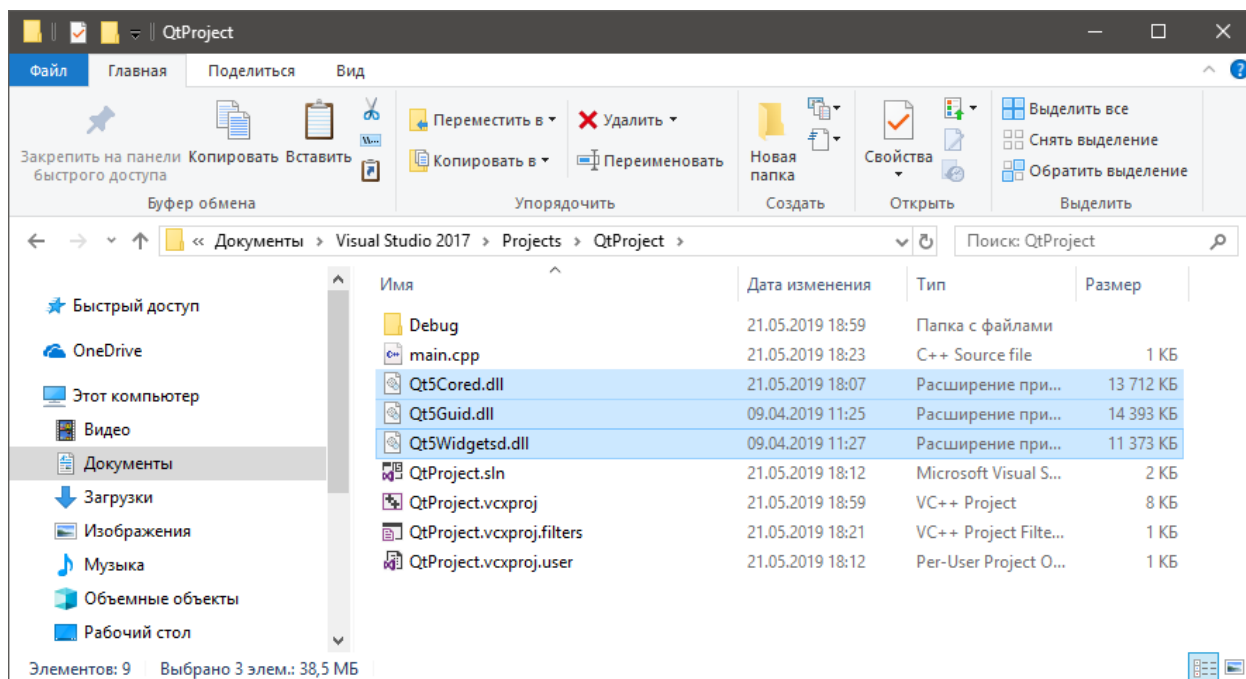 QtProject
Файл Главная Поделиться Вид
Закрепить на панели быстрого доступа
Копировать
Вставить
Переместить в
Копировать в
Удалить
Переименовать
Новая папка
Свойства
Выделить все
Снять выделение
Обратить выделение
Буфер обмена Упорядочить Создать Открыть Выделить
« Документы › Visual Studio 2017 › Projects › QtProject ›
Поиск: QtProject
Быстрый доступ
OneDrive
Этот компьютер
Видео
Документы
Загрузки
Изображения
Музыка
Объемные объекты
Рабочий стол
Имя Дата изменения Тип Размер
Debug 21.05.2019 18:59 Папка с файлами
main.cpp 21.05.2019 18:23 C++ Source file 1 КБ
Qt5Cored.dll 21.05.2019 18:07 Расширение при... 13 712 КБ
Qt5Guid.dll 09.04.2019 11:25 Расширение при... 14 393 КБ
Qt5Widgetsd.dll 09.04.2019 11:27 Расширение при... 11 373 КБ
QtProject.sln 21.05.2019 18:12 Microsoft Visual S... 2 КБ
QtProject.vcxproj 21.05.2019 18:59 VC++ Project 8 КБ
QtProject.vcxproj.filters 21.05.2019 18:21 VC++ Project Filte... 1 КБ
QtProject.vcxproj.user 21.05.2019 18:12 Per-User Project O... 1 КБ
Элементов: 9 Выбрано 3 элем.: 38,5 МБ